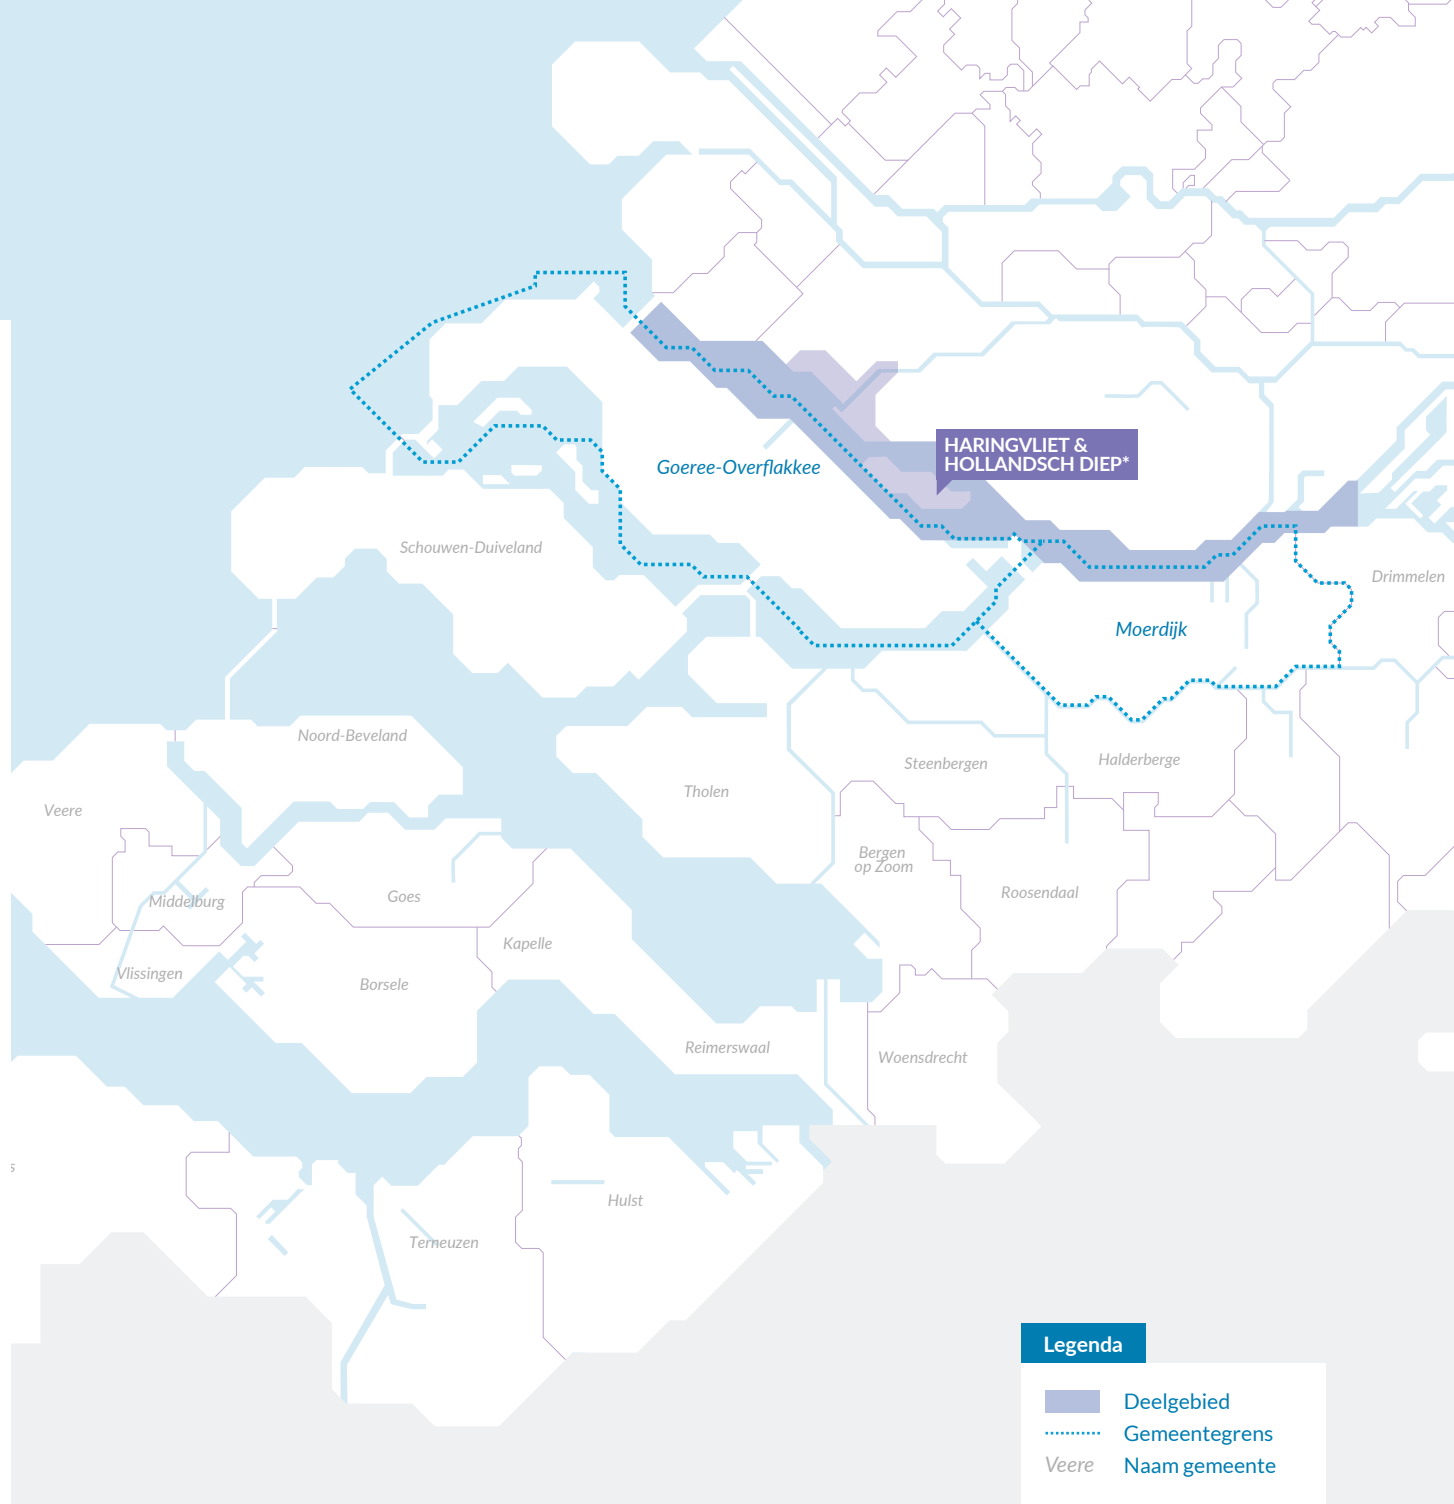 HARINGVLIET &
HOLLANDSCH DIEP*
Goeree-Overflakkee
Schouwen-Duiveland
Drimmelen
Moerdijk
Noord-Beveland
Steenbergen
Halderberge
Tholen
Veere
Bergen
op Zoom
Roosendaal
Goes
Middelburg
Kapelle
Vlissingen
Borsele
Reimerswaal
Woensdrecht
s
Hulst
Terneuzen
Legenda
Deelgebied
Gemeentegrens
Veere Naam gemeente